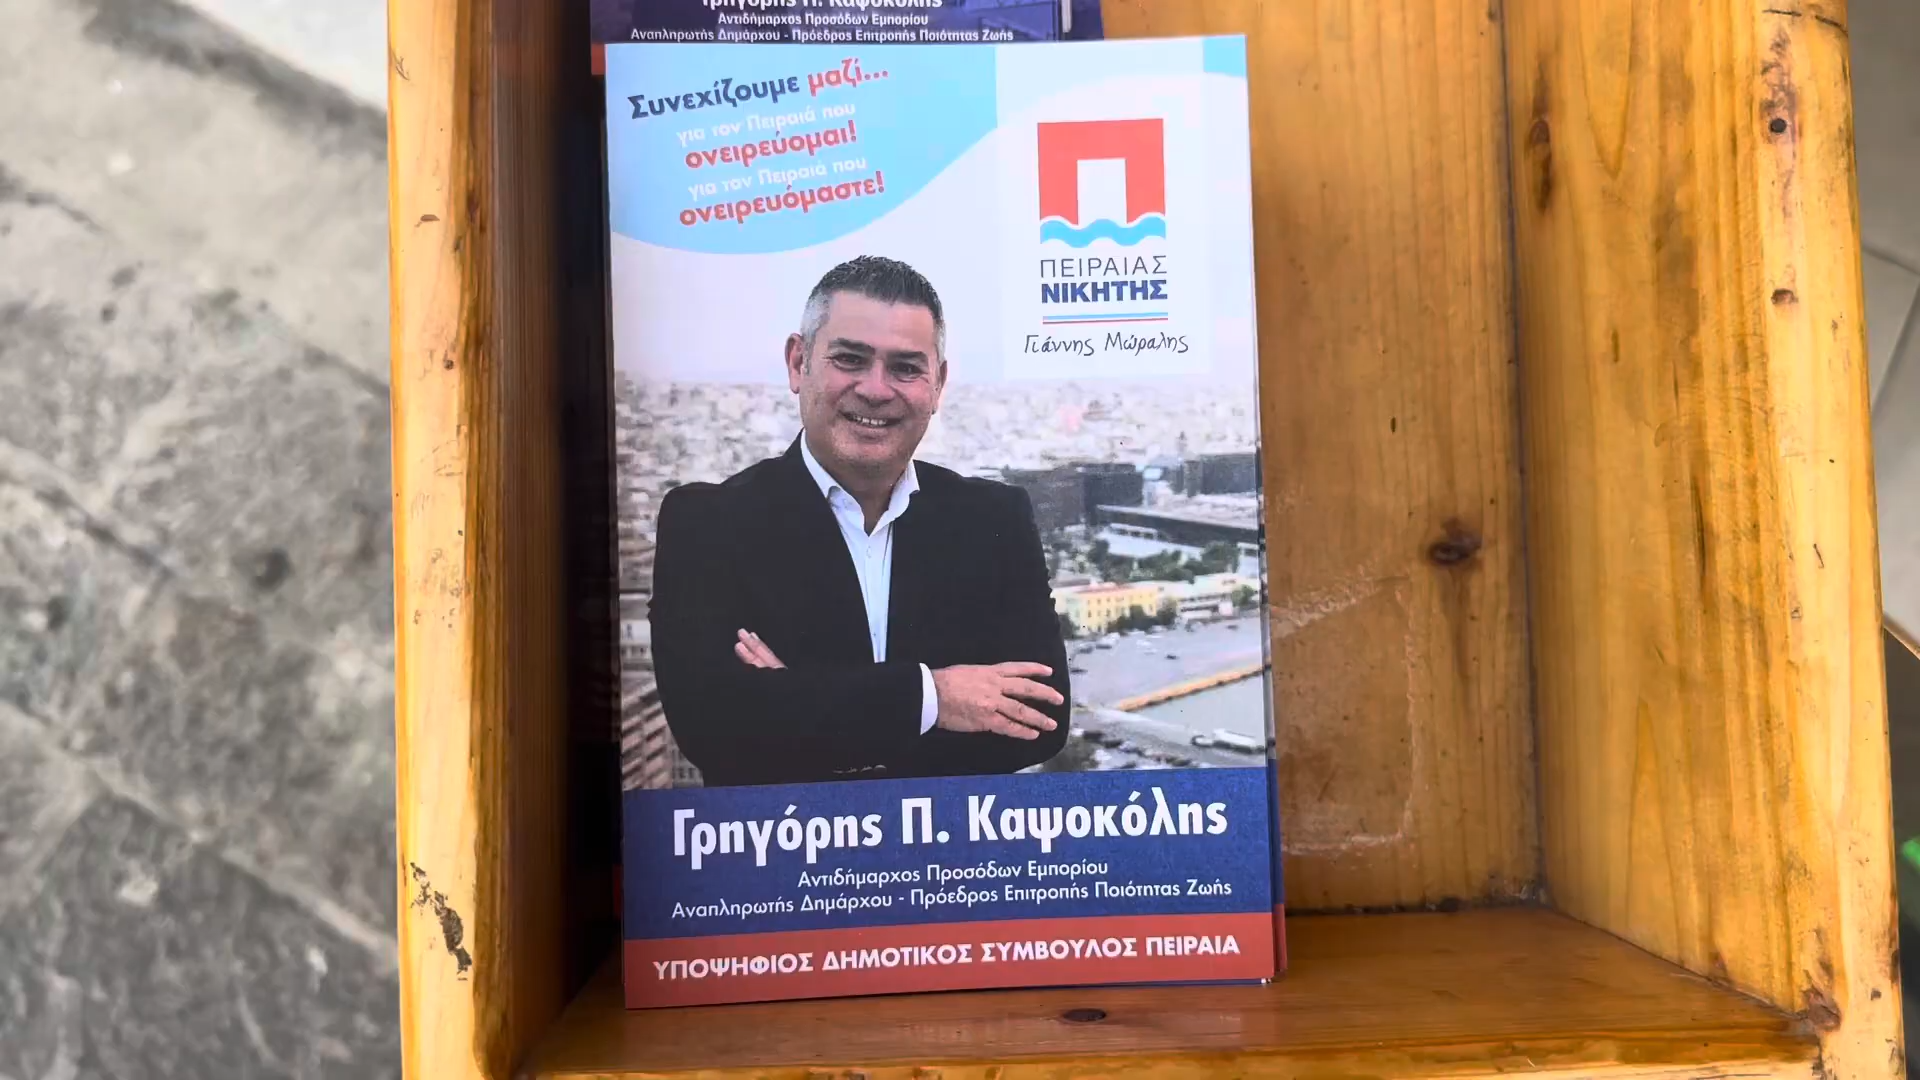 Γρηγόρης Π. Καψοκόλης
Αντιδήμαρχος Προσόδων Εμπορίου
Αναπληρωτής Δημάρχου - Πρόεδρος Επιτροπής Ποιότητας Ζωής
Συνεχίζουμε μαζί...
για τον Πειραιά που
ονειρεύομαι!
για τον Πειραιά που
ονειρευόμαστε!
ΠΕΙΡΑΙΑΣ
ΝΙΚΗΤΗΣ
Γιάννης Μώραλης
Γρηγόρης Π. Καψοκόλης
Αντιδήμαρχος Προσόδων Εμπορίου
Αναπληρωτής Δημάρχου - Πρόεδρος Επιτροπής Ποιότητας Ζωής
ΥΠΟΨΗΦΙΟΣ ΔΗΜΟΤΙΚΟΣ ΣΥΜΒΟΥΛΟΣ ΠΕΙΡΑΙΑ